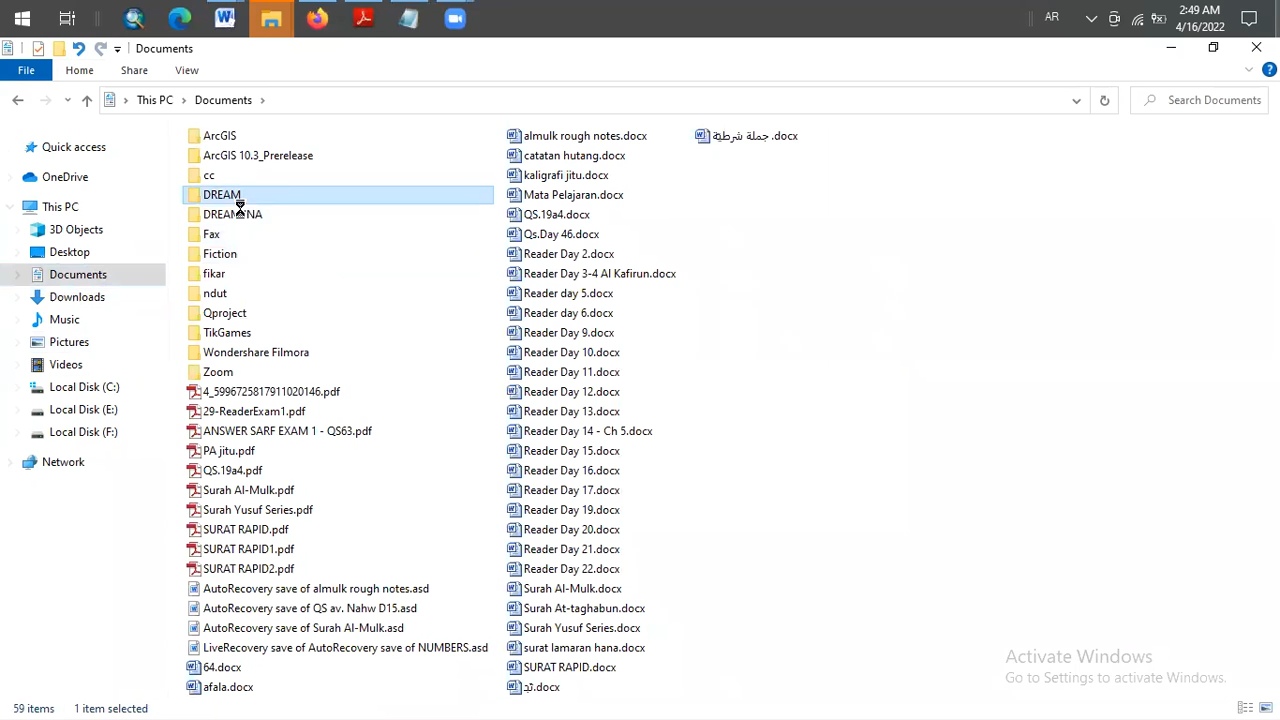 AR
2:49 AM
4/16/2022
Documents
File Home Share View
This PC Documents
Search Documents
Quick access
OneDrive
This PC
3D Objects
Desktop
Documents
Downloads
Music
Pictures
Videos
Local Disk (C:)
Local Disk (E:)
Local Disk (F:)
Network
ArcGIS
ArcGIS 10.3_Prerelease
cc
DREAM
Fax
Fiction
fikar
ndut
Qproject
TikGames
Wondershare Filmora
Zoom
4_5996725817911020146.pdf
29-ReaderExam1.pdf
ANSWER SARF EXAM 1 - QS63.pdf
PA jitu.pdf
QS.19a4.pdf
Surah Al-Mulk.pdf
Surah Yusuf Series.pdf
SURAT RAPID.pdf
SURAT RAPID1.pdf
SURAT RAPID2.pdf
AutoRecovery save of almulk rough notes.asd
AutoRecovery save of QS av. Nahw D15.asd
AutoRecovery save of Surah Al-Mulk.asd
LiveRecovery save of AutoRecovery save of NUMBERS.asd
64.docx
afala.docx
almulk rough notes.docx
catatan hutang.docx
kaligrafi jitu.docx
Mata Pelajaran.docx
QS.19a4.docx
Qs.Day 46.docx
Reader Day 2.docx
Reader Day 3-4 Al Kafirun.docx
Reader day 5.docx
Reader day 6.docx
Reader Day 9.docx
Reader Day 10.docx
Reader Day 11.docx
Reader Day 12.docx
Reader Day 13.docx
Reader Day 14 - Ch 5.docx
Reader Day 15.docx
Reader Day 16.docx
Reader Day 17.docx
Reader Day 19.docx
Reader Day 20.docx
Reader Day 21.docx
Reader Day 22.docx
Surah Al-Mulk.docx
Surah At-taghabun.docx
Surah Yusuf Series.docx
surat lamaran hana.docx
SURAT RAPID.docx
جملة شرطيّة .docx
Activate Windows
Go to Settings to activate Windows.
59 items 1 item selected